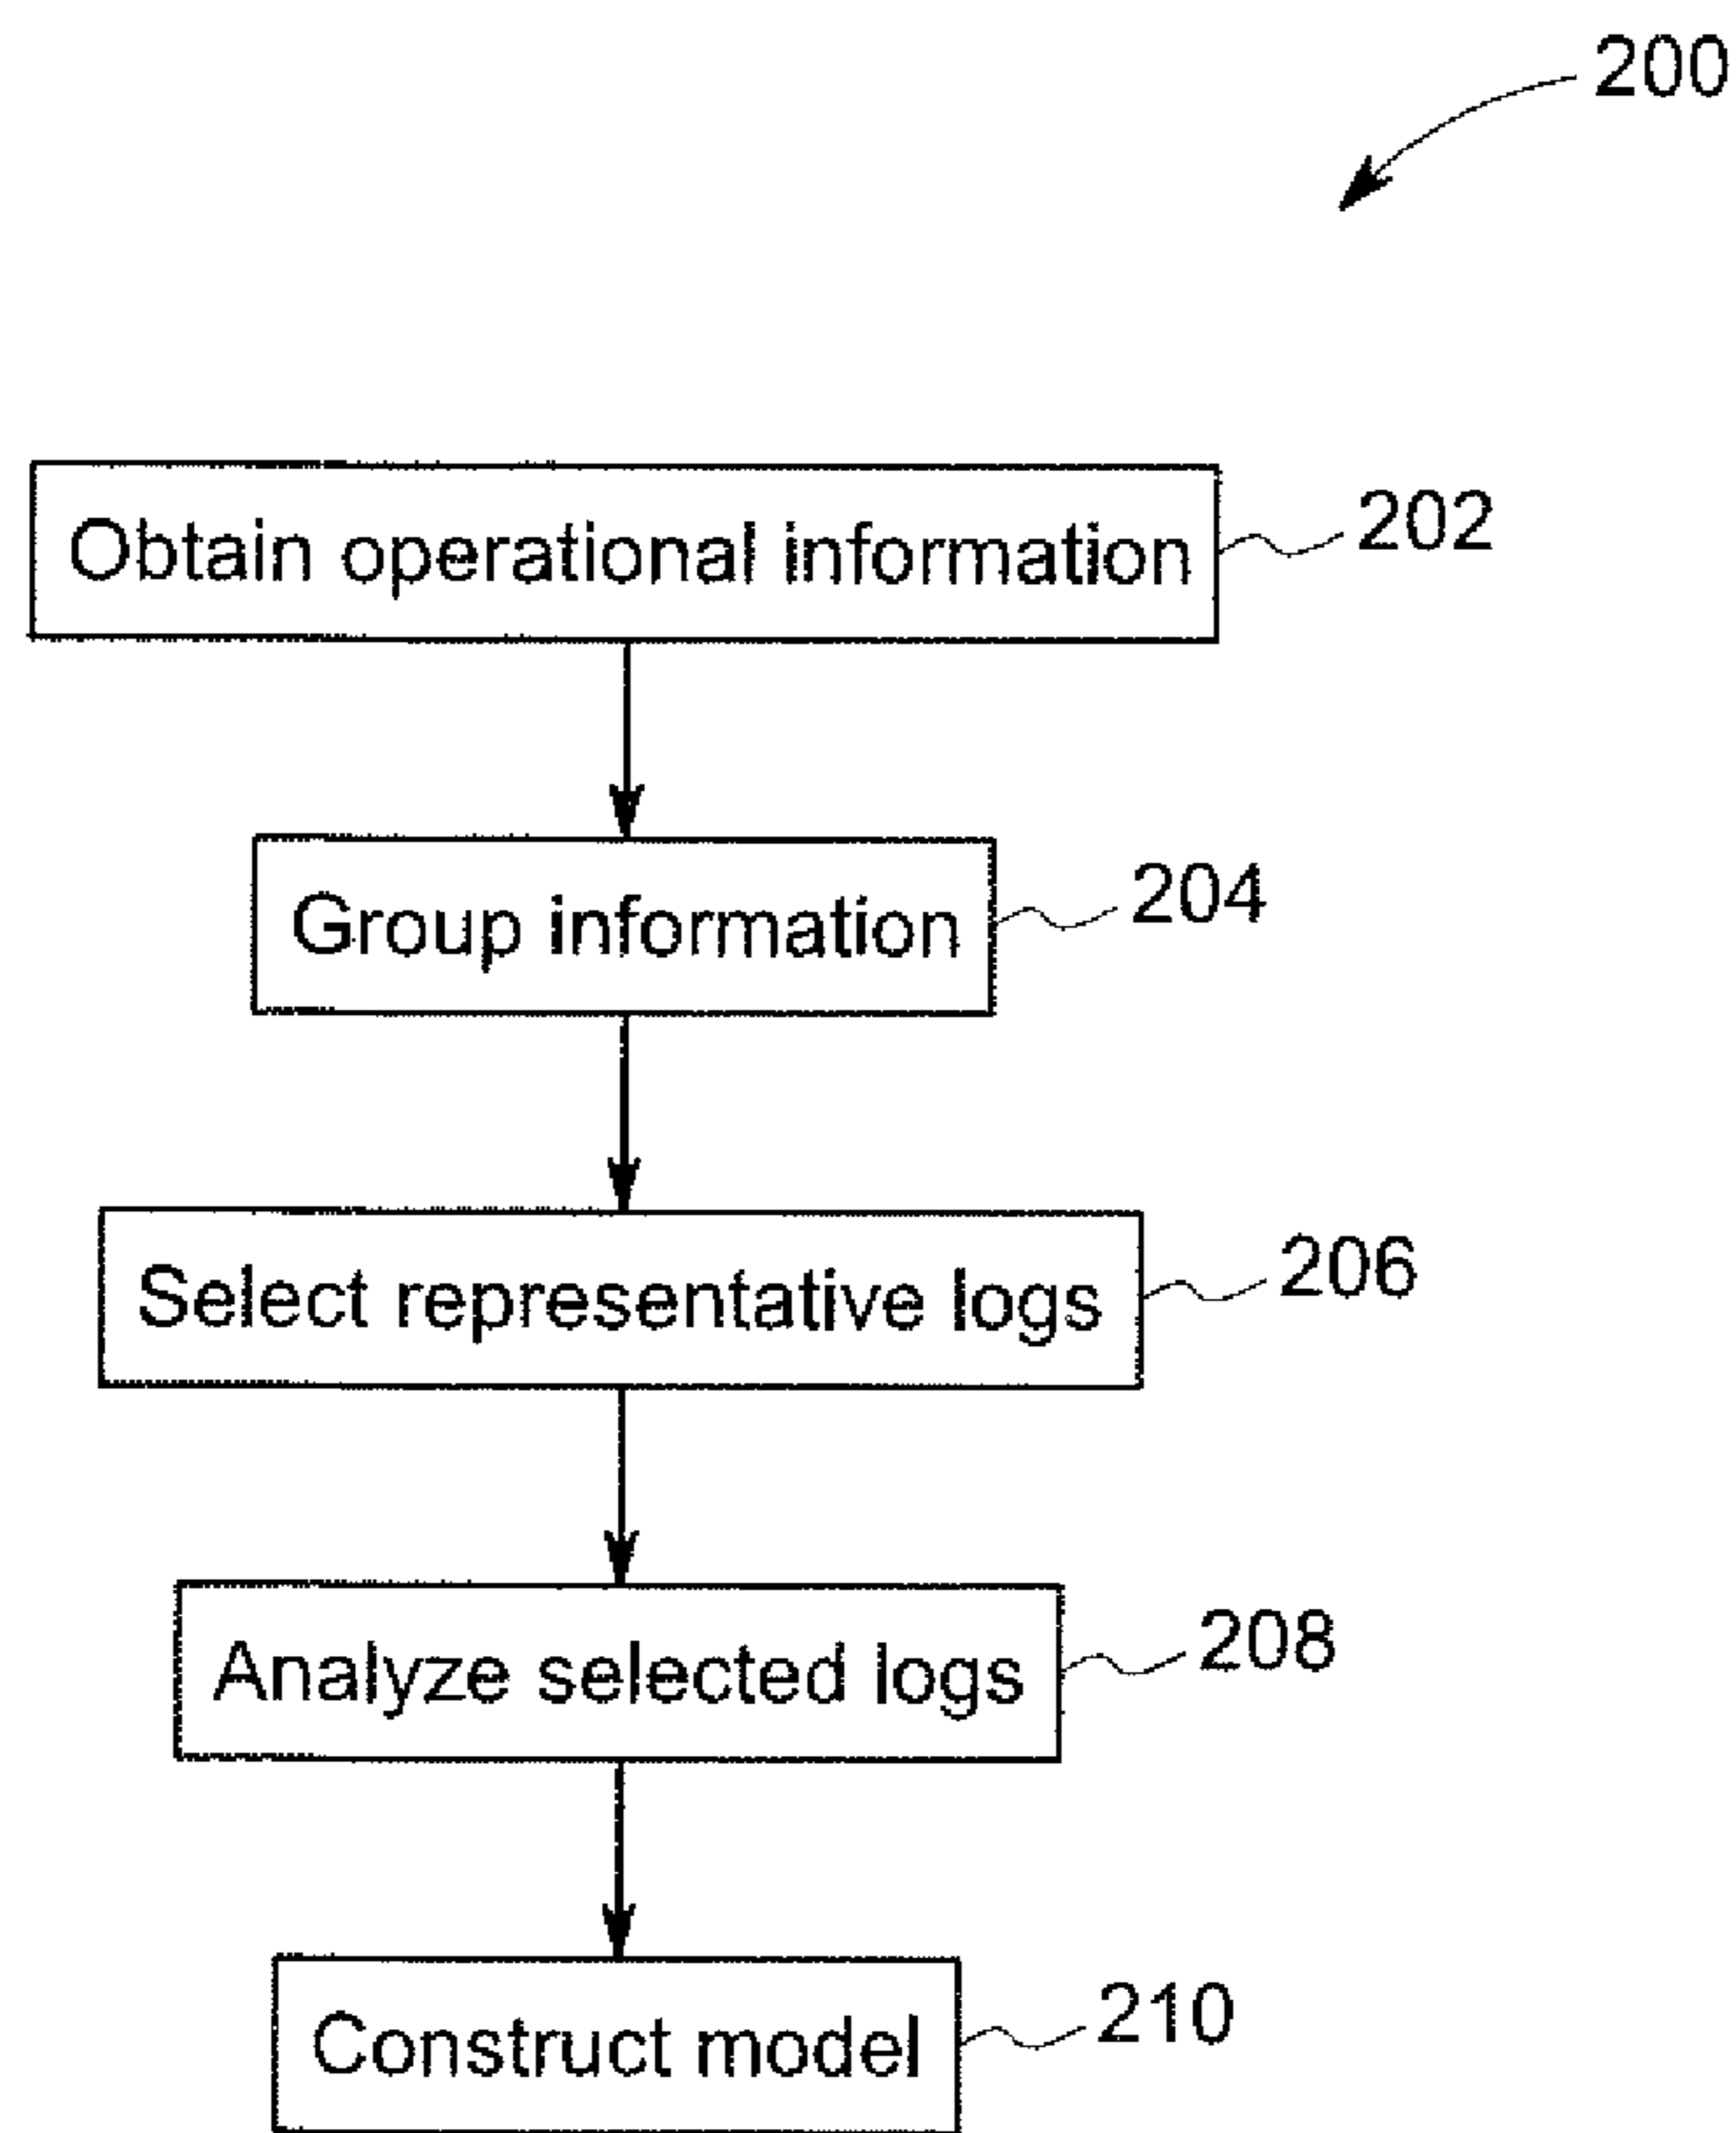 200
Obtain operational information
202
Group information
204
Select representative logs
206
Analyze selected logs
208
Construct model
210